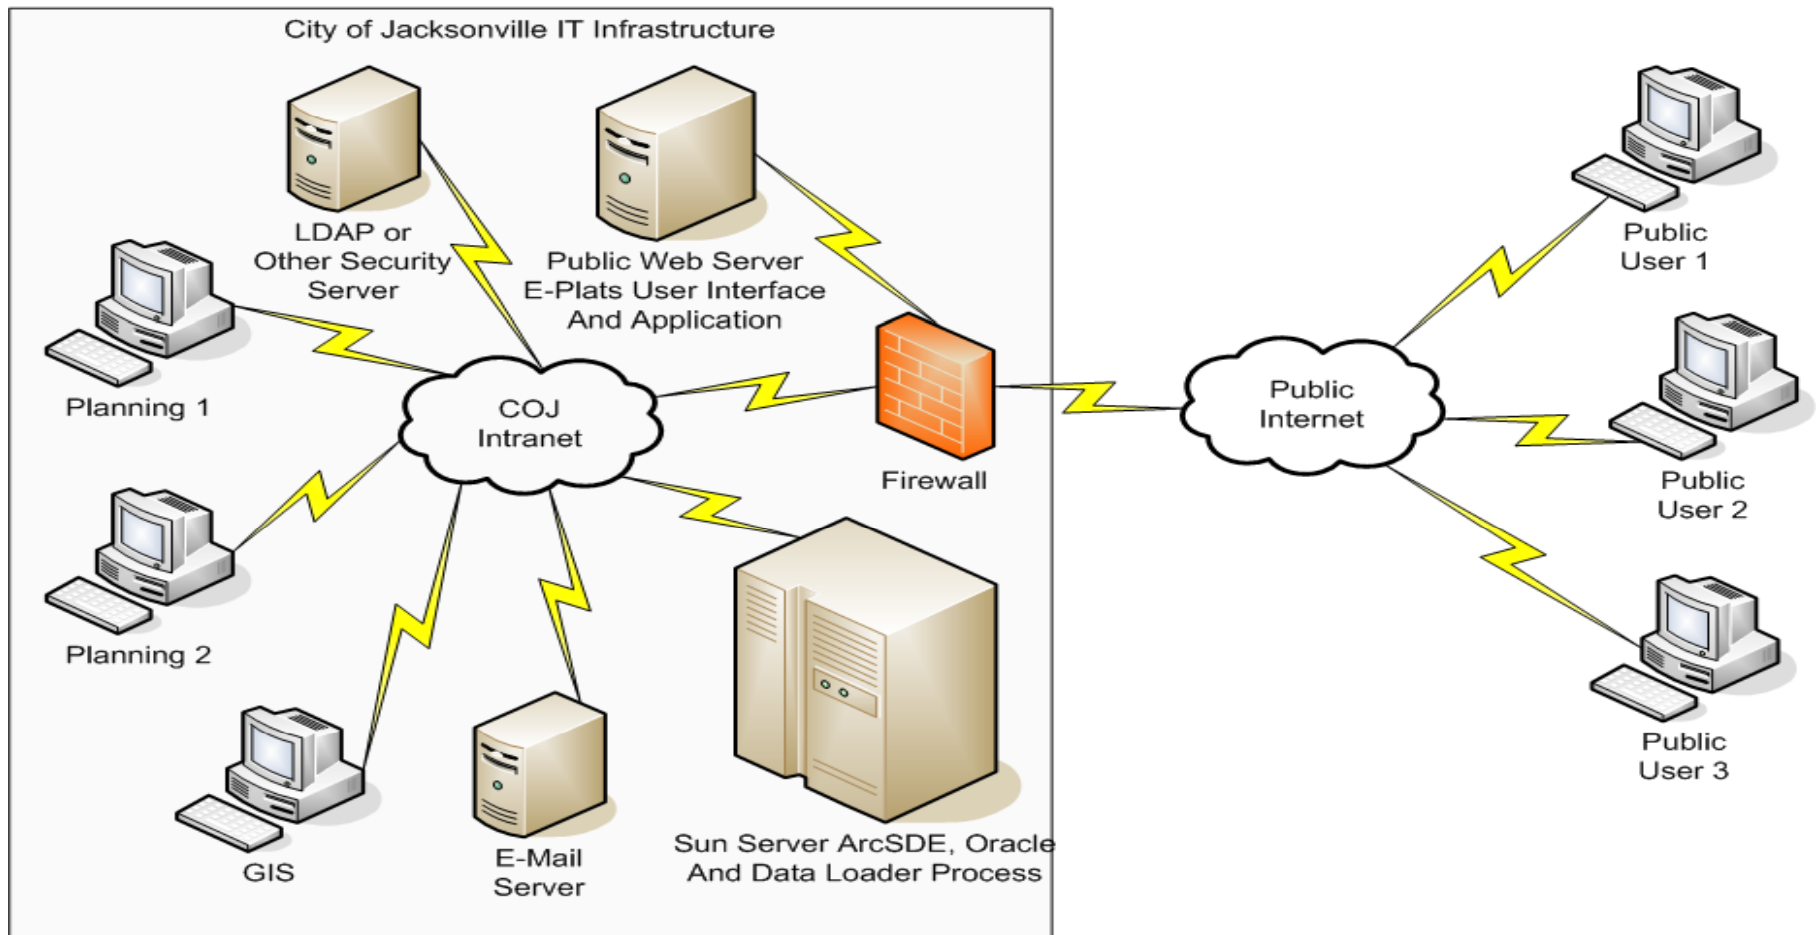 City of Jacksonville IT Infrastructure
LDAP or
Other Security
Server
Public Web Server
E-Plats User Interface
And Application
Public
User 1
Planning 1
COJ
Intranet
Firewall
Public
Internet
Public
User 2
Planning 2
GIS
E-Mail
Server
Sun Server ArcSDE, Oracle
And Data Loader Process
Public
User 3